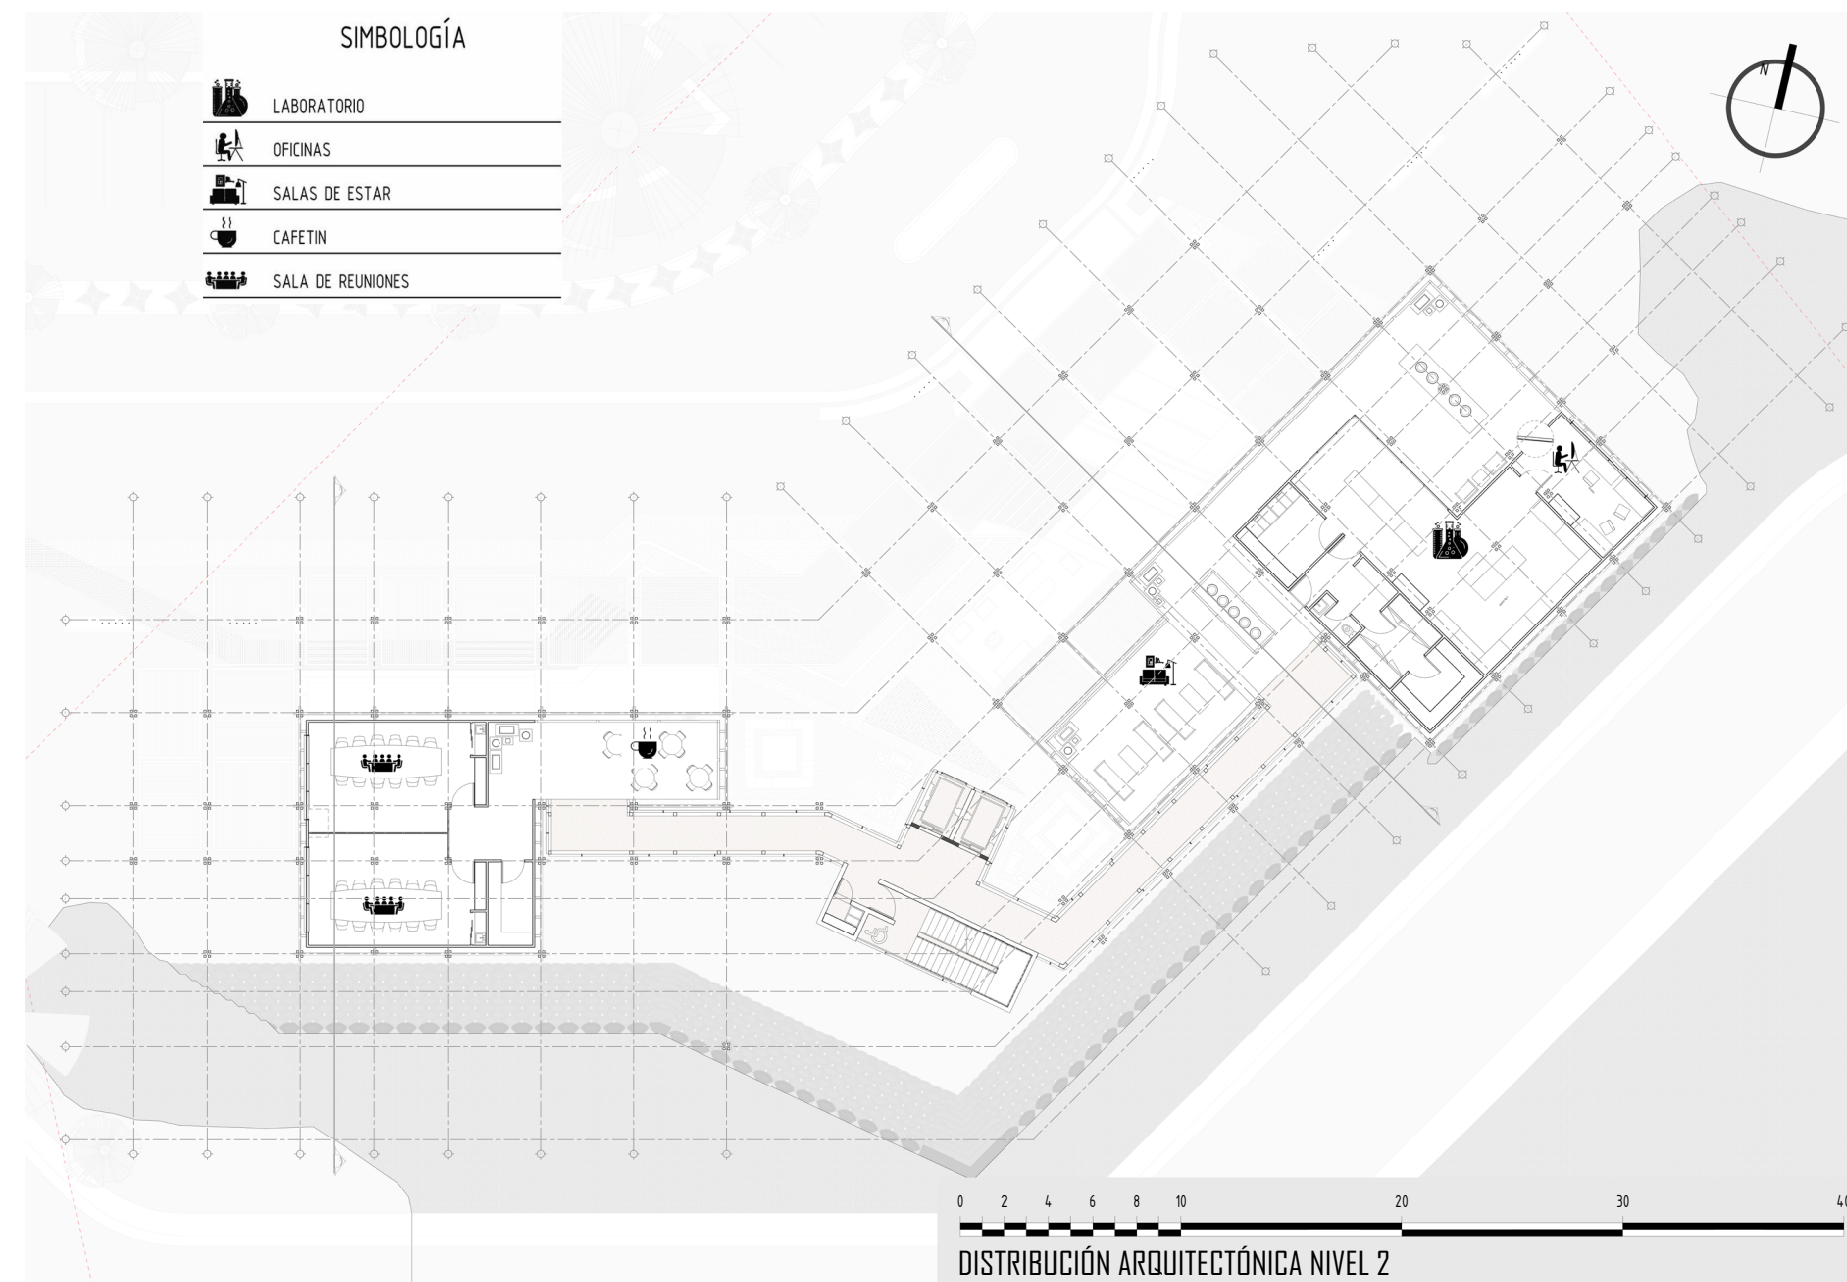 SIMBOLOGÍA
LABORATORIO
OFICINAS
SALAS DE ESTAR
CAFETIN
SALA DE REUNIONES
N
0 2 4 6 8 10 20 30 40
DISTRIBUCIÓN ARQUITECTÓNICA NIVEL 2